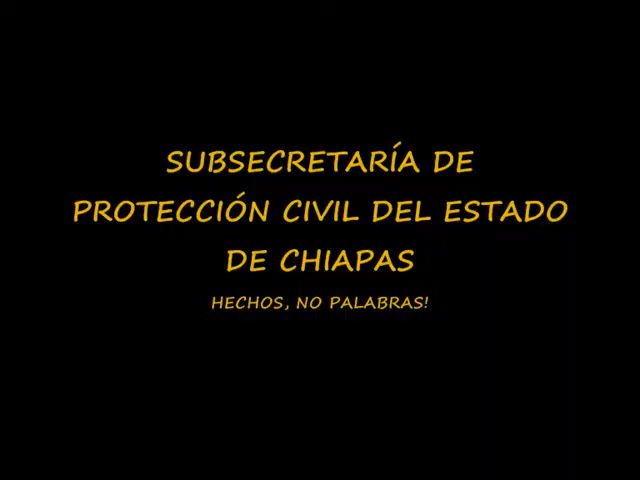 SUBSECRETARÍA DE
PROTECCIÓN CIVIL DEL ESTADO
DE CHIAPAS
HECHOS, NO PALABRAS!